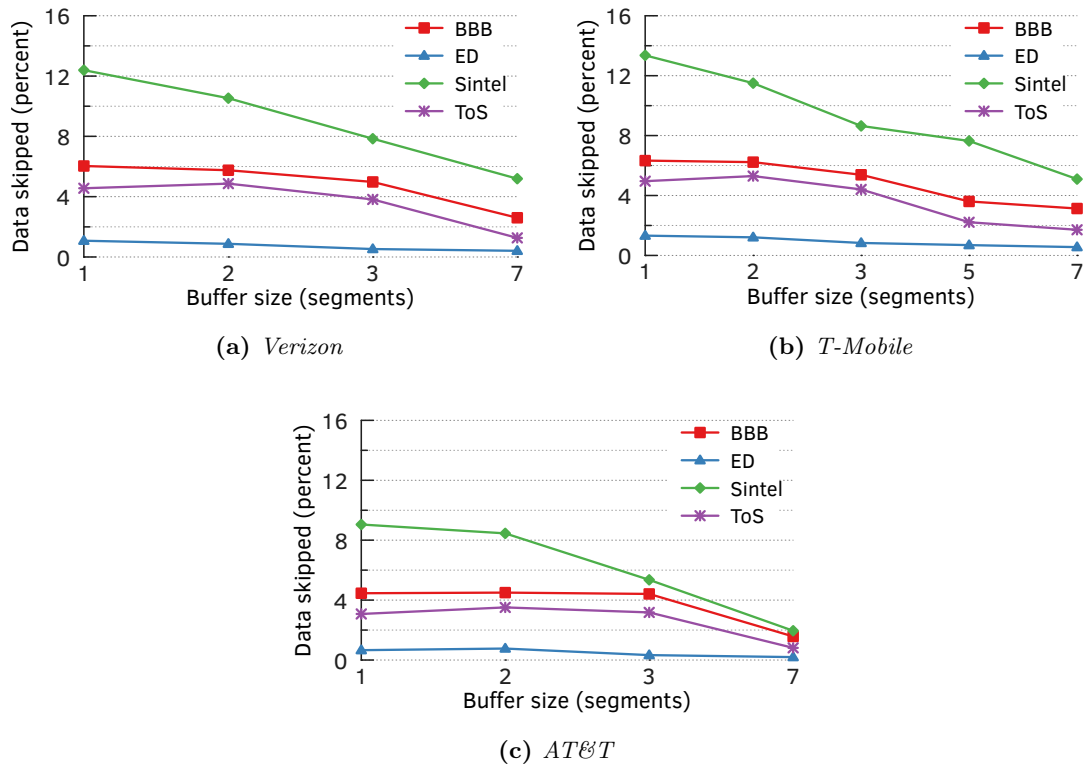 16
12
8
4
0
Data skipped (percent)
BBB
ED
Sintel
ToS
1 2 3 7
Buffer size (segments)
(a) Verizon
16
12
8
4
0
Data skipped (percent)
BBB
ED
Sintel
ToS
1 2 3 5 7
Buffer size (segments)
(b) T-Mobile
16
12
8
4
0
Data skipped (percent)
BBB
ED
Sintel
ToS
1 2 3 7
Buffer size (segments)
(c) AT&T